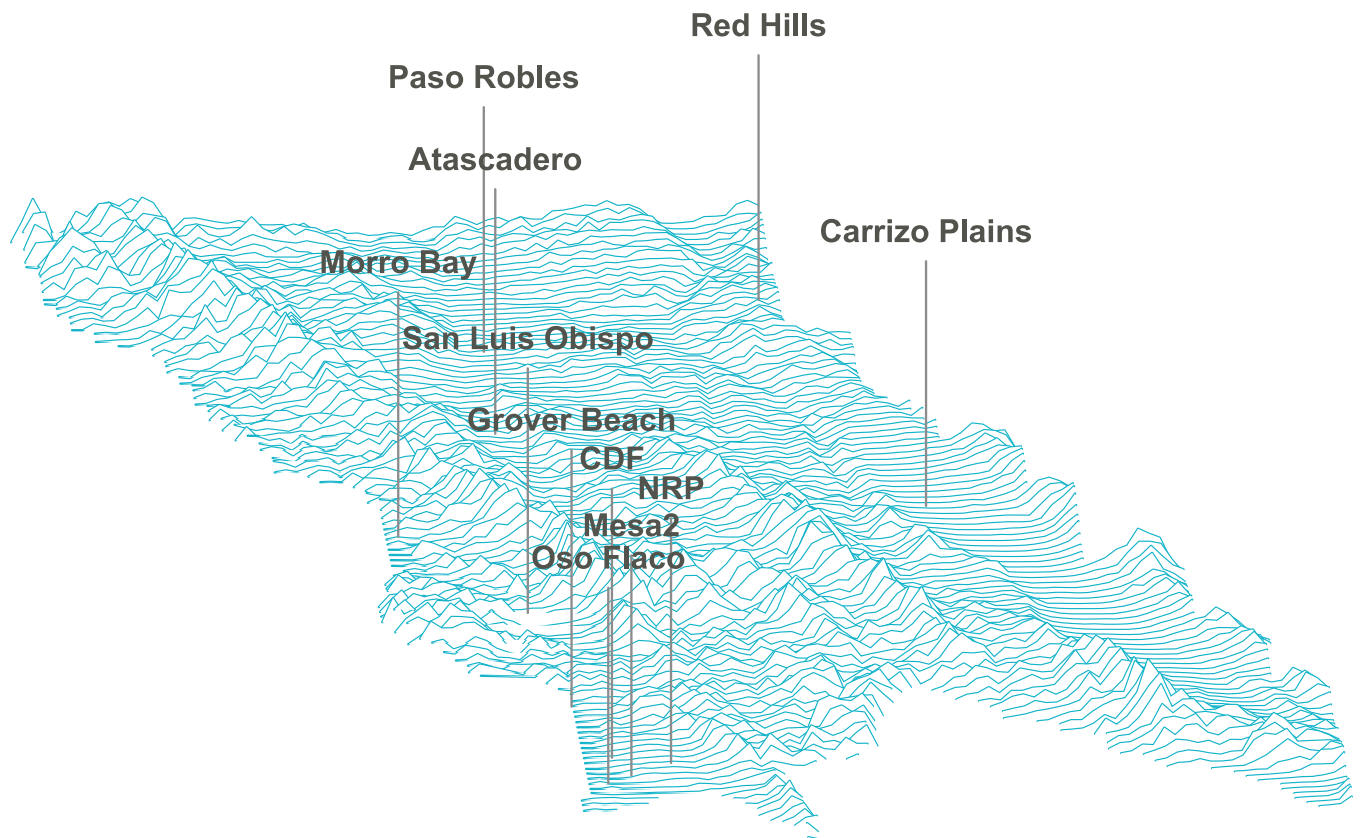 Red Hills
Paso Robles
Atascadero
Carrizo Plains
Morro Bay
San Luis Obispo
Grover Beach
CDF
NRP
Mesa2
Oso Flaco